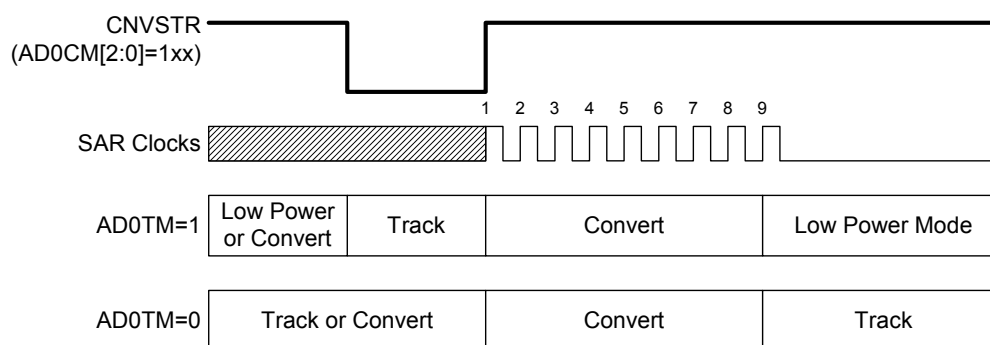 CNVSTR
(AD0CM[2:0]=1xx)
1 2 3 4 5 6 7 8 9
SAR Clocks
AD0TM=1
Low Power
or Convert
Track
Convert
Low Power Mode
AD0TM=0
Track or Convert
Convert
Track